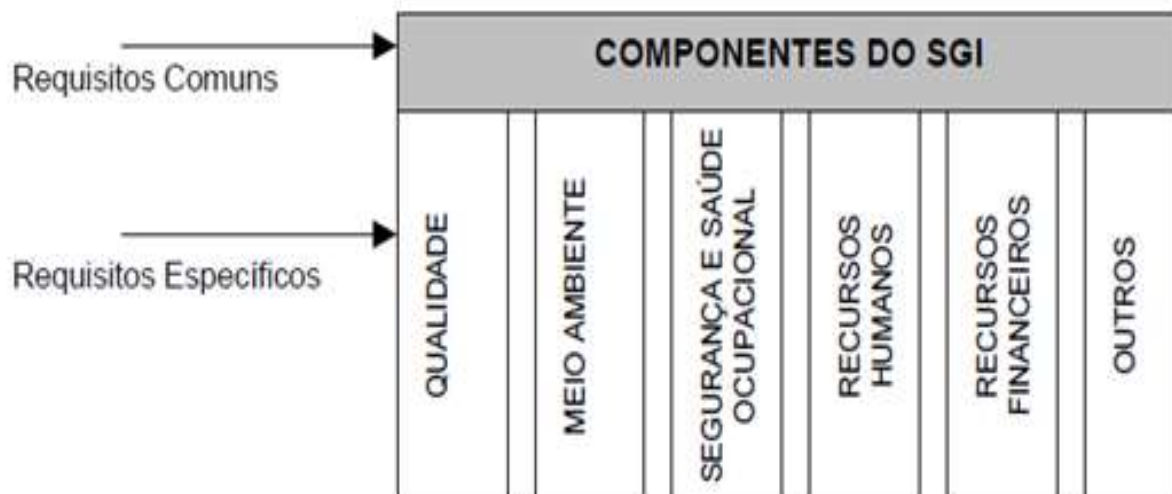 COMPONENTES DO SGI
Requisitos Comuns
Requisitos Específicos
QUALIDADE
MEIO AMBIENTE
SEGURANÇA E SAÚDE
OCUPACIONAL
RECURSOS
HUMANOS
RECURSOS
FINANCEIROS
OUTROS